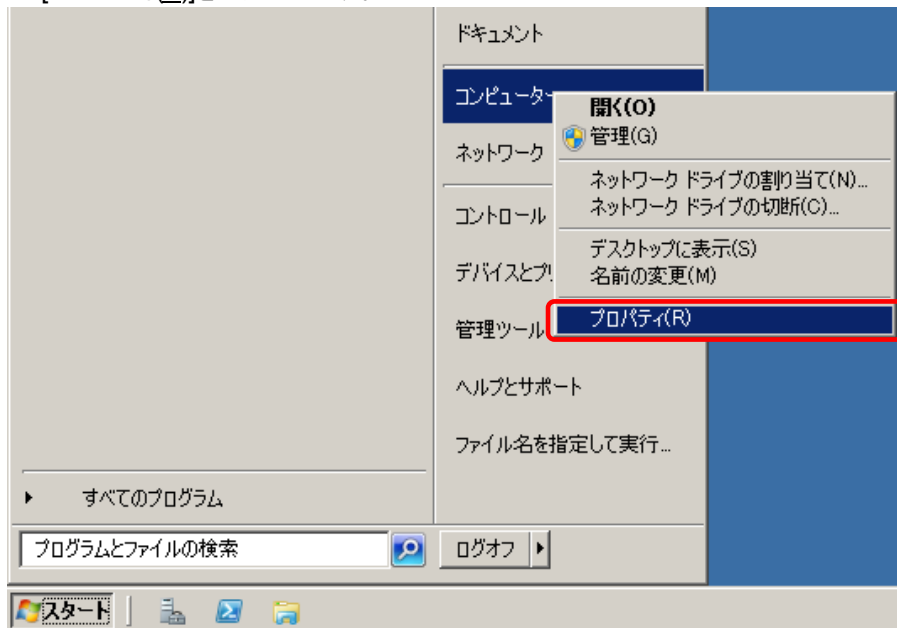 ドキュメント
コンピューター
ネットワーク
コントロール
デバイスとプリ
管理ツール
ヘルプとサポート
ファイル名を指定して実行...
開く(O)
管理(G)
ネットワーク ドライブの割り当て(N)...
ネットワーク ドライブの切断(C)...
デスクトップに表示(S)
名前の変更(M)
プロパティ(R)
すべてのプログラム
プログラムとファイルの検索
ログオフ
スタート